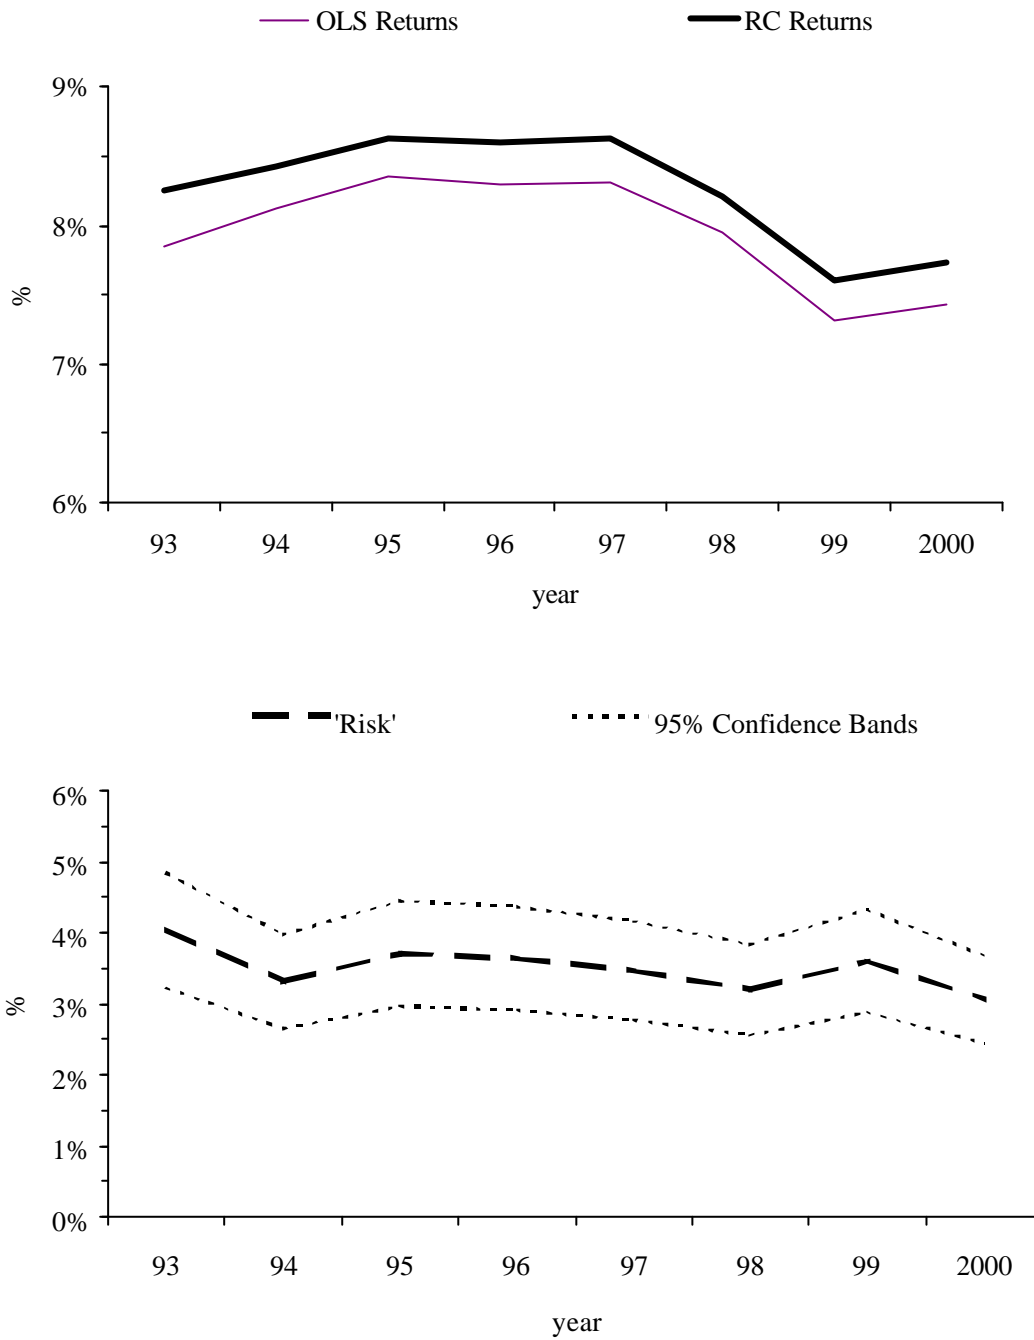 OLS Returns RC Returns
9%
8%
7%
6%
%
93 94 95 96 97 98 99 2000
year
'Risk' 95% Confidence Bands
6%
5%
4%
3%
2%
1%
0%
%
93 94 95 96 97 98 99 2000
year